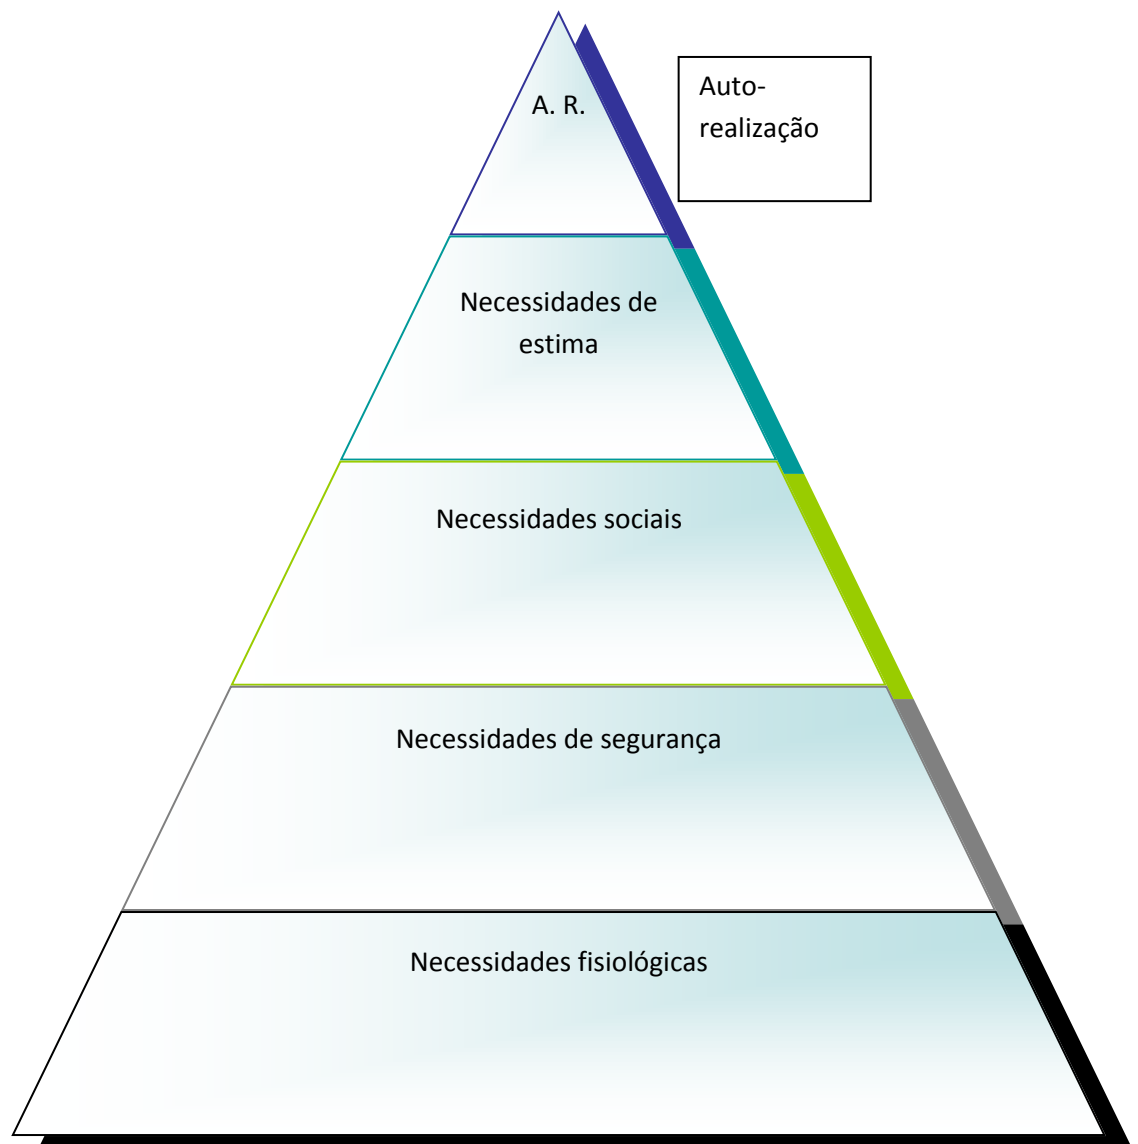 A. R.
Auto-
realização
Necessidades de
estima
Necessidades sociais
Necessidades de segurança
Necessidades fisiológicas